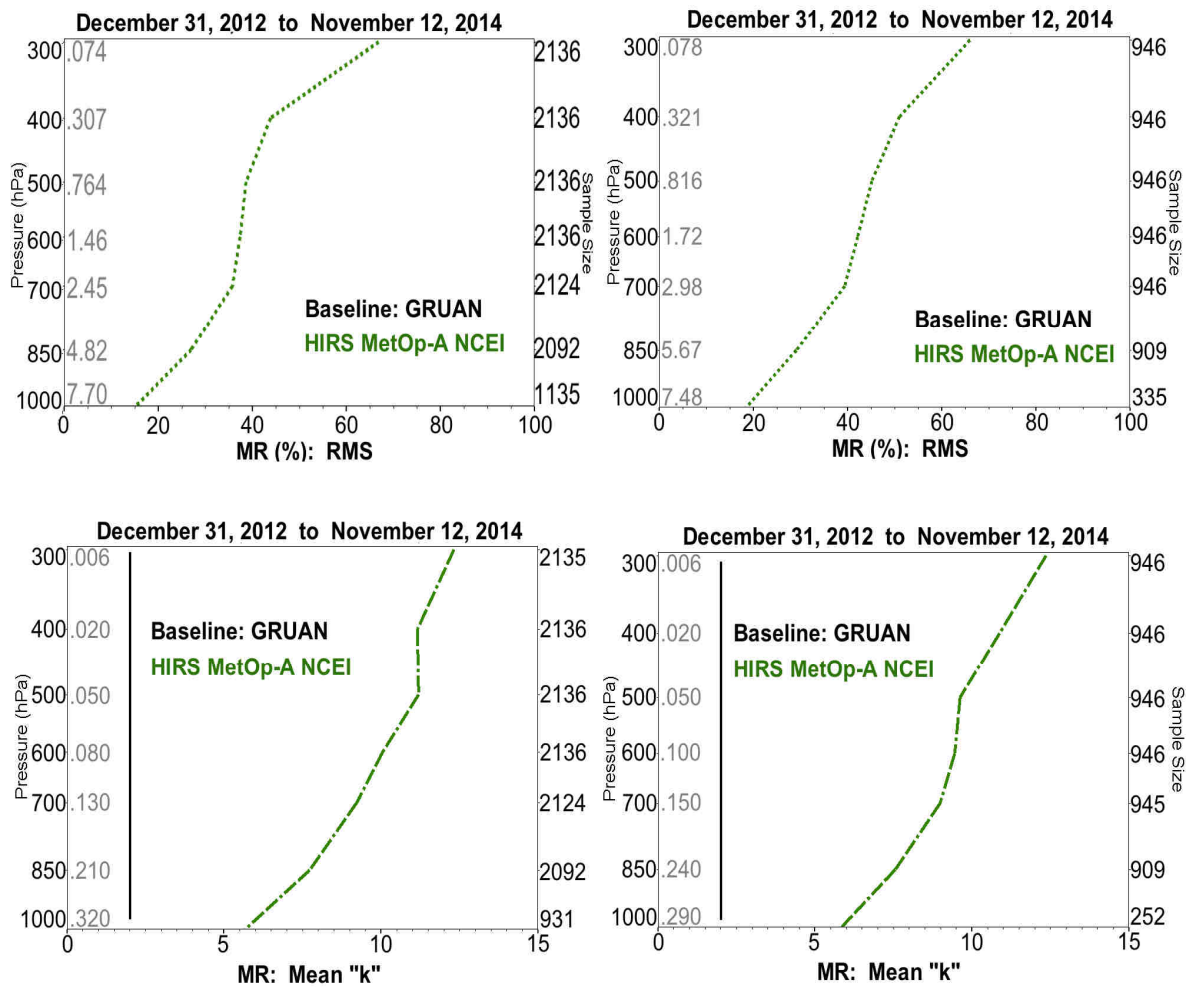 December 31, 2012 to November 12, 2014
300 .074 2136
400 .307 2136
500 .764 2136
600 1.46 2136
700 2.45 2124
850 4.82 2092
1000 7.70 1135
Pressure (hPa)
Sample Size
Baseline: GRUAN
HIRS MetOp-A NCEI
0 20 40 60 80 100
MR (%): RMS
December 31, 2012 to November 12, 2014
300 .078 946
400 .321 946
500 .816 946
600 1.72 946
700 2.98 946
850 5.67 909
1000 7.48 335
Pressure (hPa)
Sample Size
Baseline: GRUAN
HIRS MetOp-A NCEI
0 20 40 60 80 100
MR (%): RMS
December 31, 2012 to November 12, 2014
300 .006 2135
400 .020 2136
500 .050 2136
600 .080 2136
700 .130 2124
850 .210 2092
1000 .320 931
Pressure (hPa)
Baseline: GRUAN
HIRS MetOp-A NCEI
0 5 10 15
MR: Mean "k"
December 31, 2012 to November 12, 2014
300 .006 946
400 .020 946
500 .050 946
600 .100 946
700 .150 945
850 .240 909
1000 .290 252
Pressure (hPa)
Sample Size
Baseline: GRUAN
HIRS MetOp-A NCEI
0 5 10 15
MR: Mean "k"